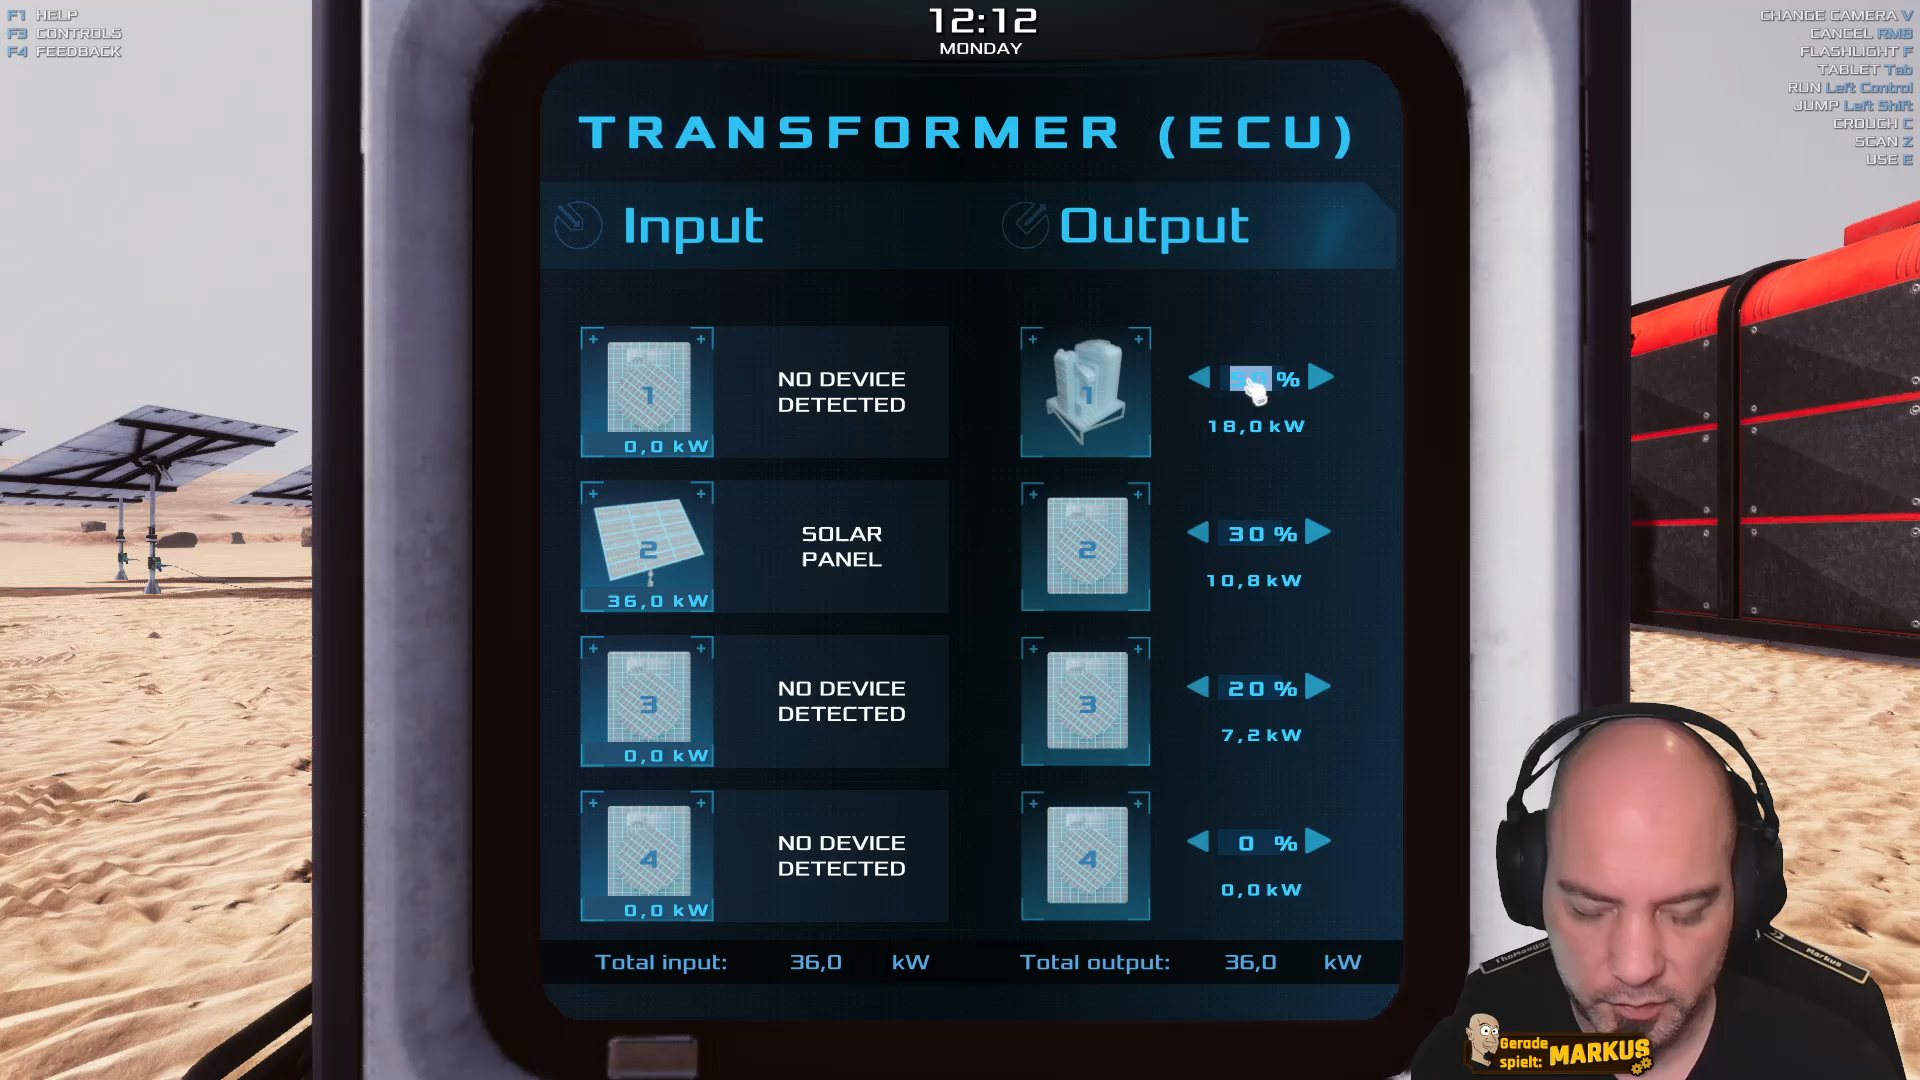 F1 HELP
F3 CONTROLS
F4 FEEDBACK
12:12
MONDAY
CHANGE CAMERA V
CANCEL RMB
FLASHLIGHT F
TABLET Tab
RUN Left Control
JUMP Left Shift
CROUCH C
SCAN Z
USE E
TRANSFORMER (ECU)
Input
Output
1
0,0 kW
NO DEVICE
DETECTED
1
%
18,0 kW
2
36,0 kW
SOLAR
PANEL
2
30 %
10,8 kW
3
0,0 kW
NO DEVICE
DETECTED
3
20 %
7,2 kW
4
0,0 kW
NO DEVICE
DETECTED
4
0 %
0,0 kW
Total input: 36,0 kW
Total output: 36,0 kW
Markus
Gerade
spielt: MARKUS